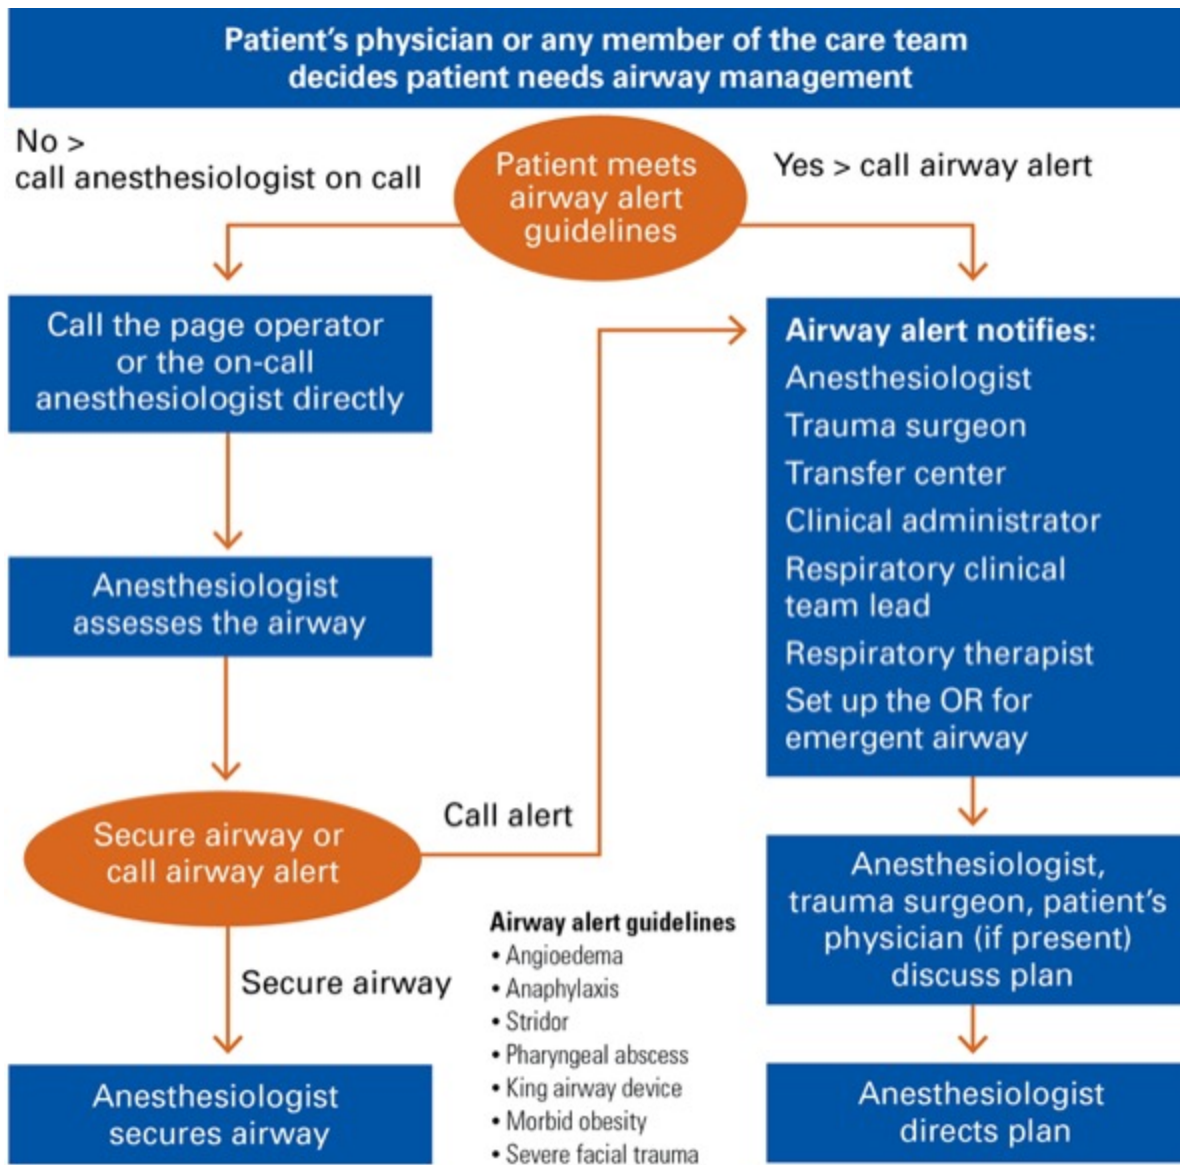 Patient’s physician or any member of the care team
decides patient needs airway management
No >
call anesthesiologist on call
Patient meets
airway alert
guidelines
Yes > call airway alert
Call the page operator
or the on-call
anesthesiologist directly
Airway alert notifies:
Anesthesiologist
Trauma surgeon
Transfer center
Clinical administrator
Respiratory clinical
team lead
Respiratory therapist
Set up the OR for
emergent airway
Anesthesiologist
assesses the airway
Secure airway or
call airway alert
Call alert
Secure airway
Anesthesiologist
secures airway
Airway alert guidelines
• Angioedema
• Anaphylaxis
• Stridor
• Pharyngeal abscess
• King airway device
• Morbid obesity
• Severe facial trauma
Anesthesiologist,
trauma surgeon, patient’s
physician (if present)
discuss plan
Anesthesiologist
directs plan